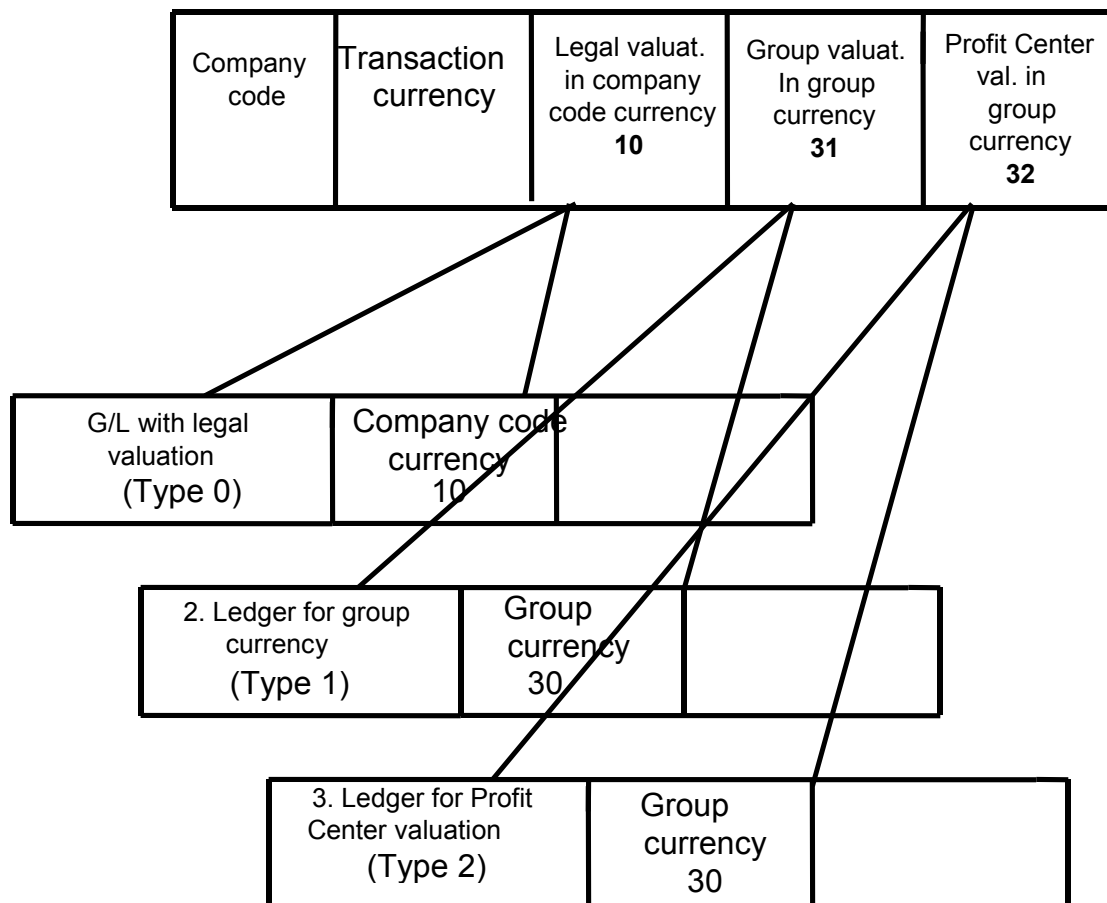 Company
code
Transaction
currency
Legal valuat.
in company
code currency
10
Group valuat.
In group
currency
31
Profit Center
val. in
group
currency
32
G/L with legal
valuation
(Type 0)
Company code
currency
10
2. Ledger for group
currency
(Type 1)
Group
currency
30
3. Ledger for Profit
Center valuation
(Type 2)
Group
currency
30